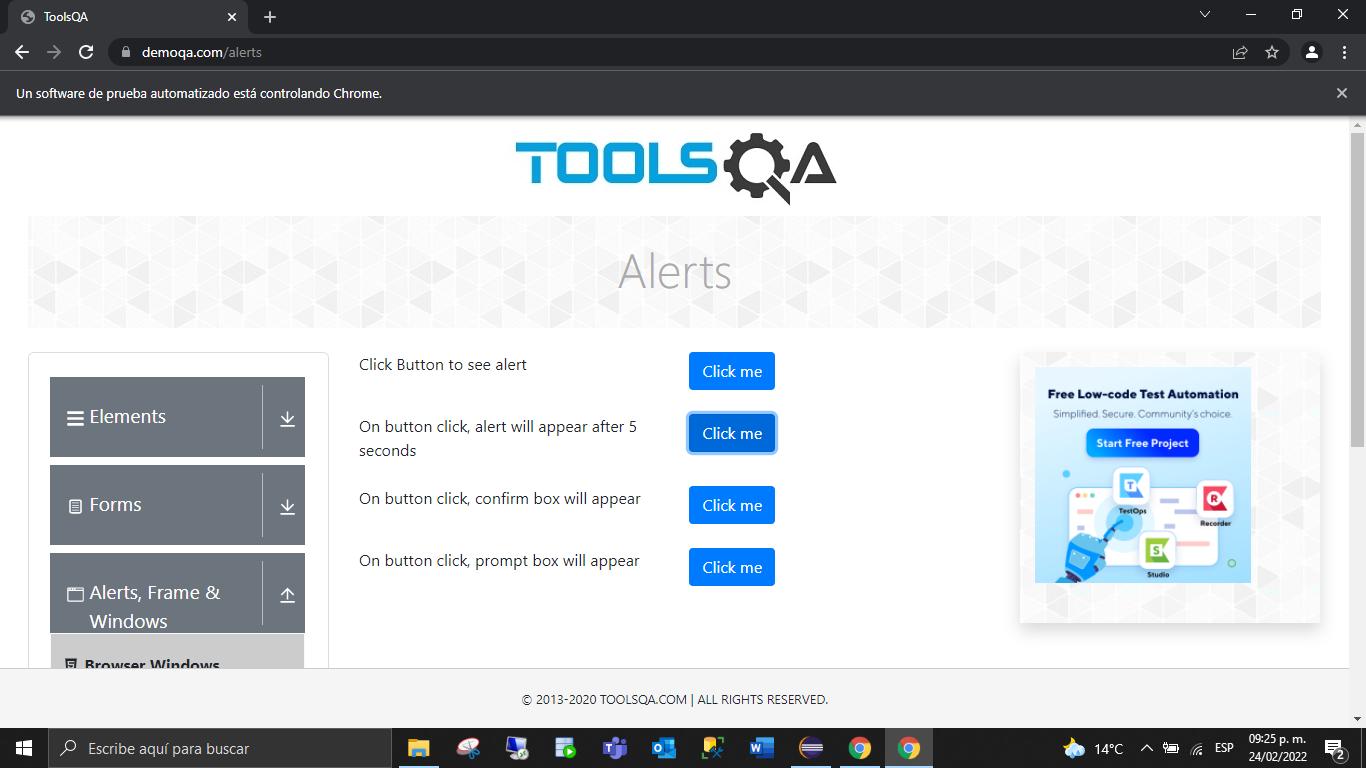 ToolsQA
demoqa.com/alerts
Un software de prueba automatizado está controlando Chrome.
TOOLSQA
Alerts
Elements
Forms
Alerts, Frame &
Windows
Browser Windows
Click Button to see alert
Click me
On button click, alert will appear after 5
seconds
Click me
On button click, confirm box will appear
Click me
On button click, prompt box will appear
Click me
Free Low-code Test Automation
Simplified. Secure. Community's choice.
Start Free Project
TestOps
Recorder
Studio
© 2013-2020 TOOLSQA.COM | ALL RIGHTS RESERVED.
Escribe aquí para buscar
14°C
ESP
09:25 p. m.
24/02/2022
2